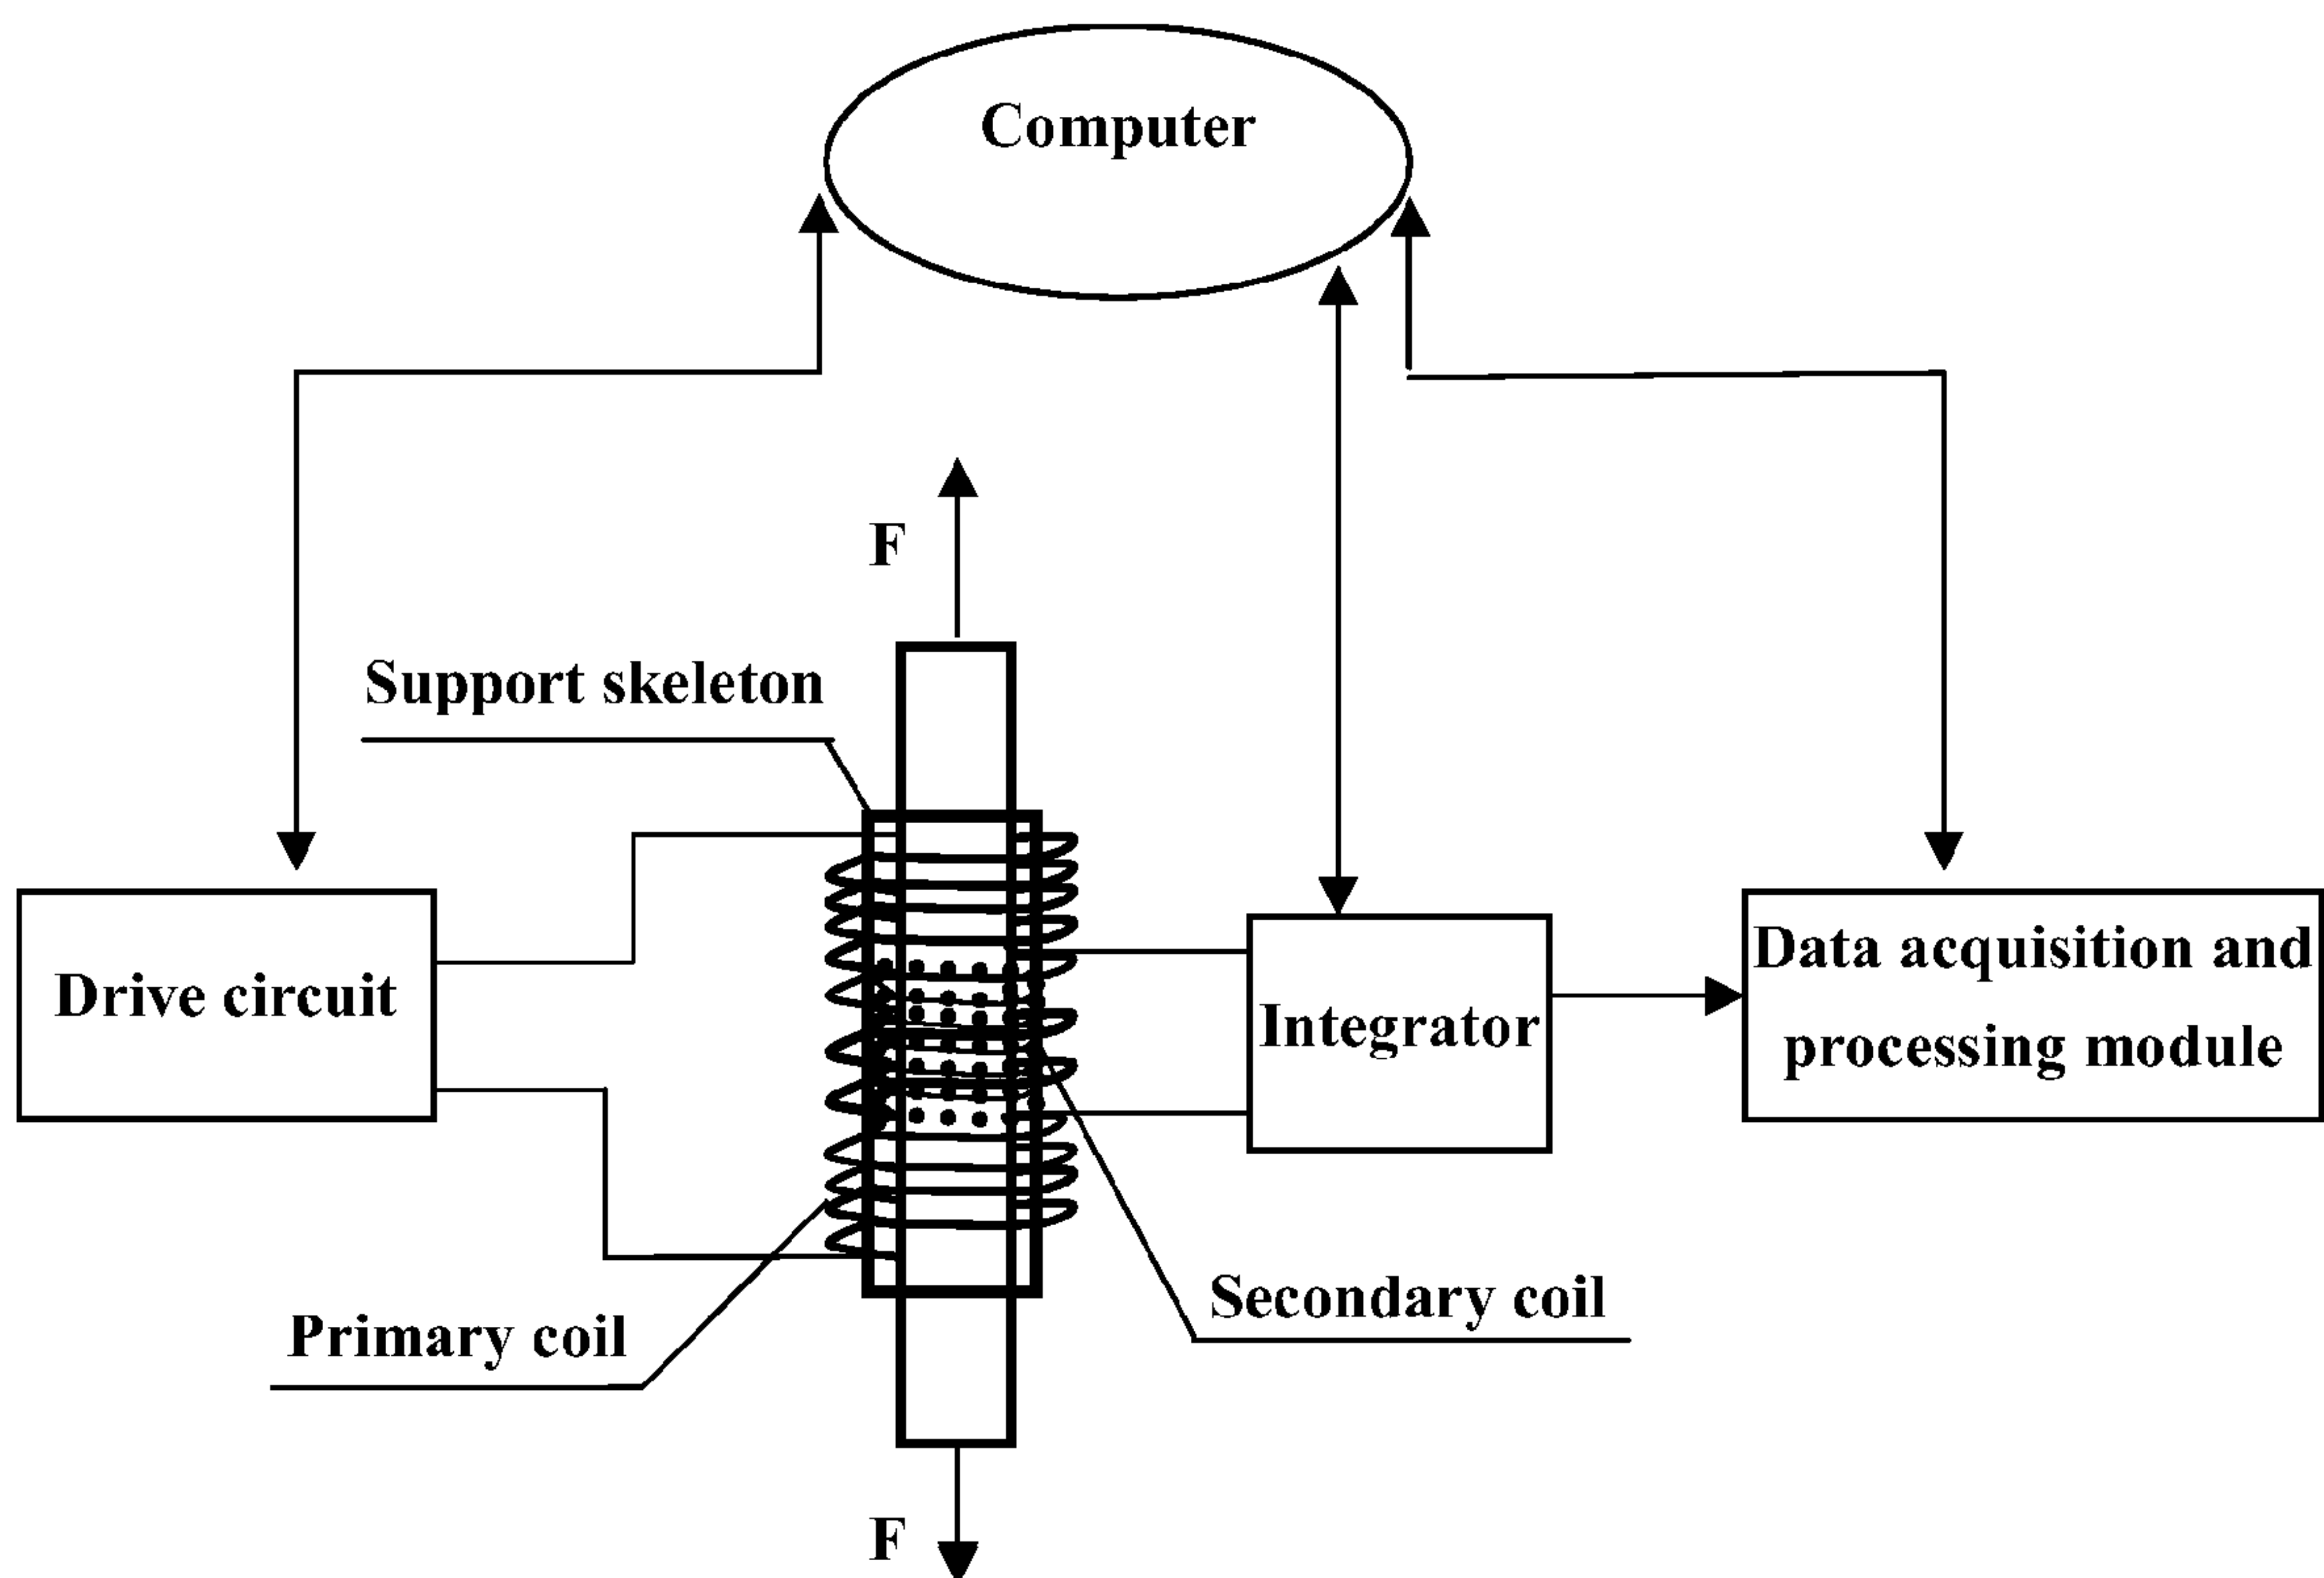 Computer
F
Support skeleton
Drive circuit
Integrator
Data acquisition and
processing module
Primary coil
Secondary coil
F